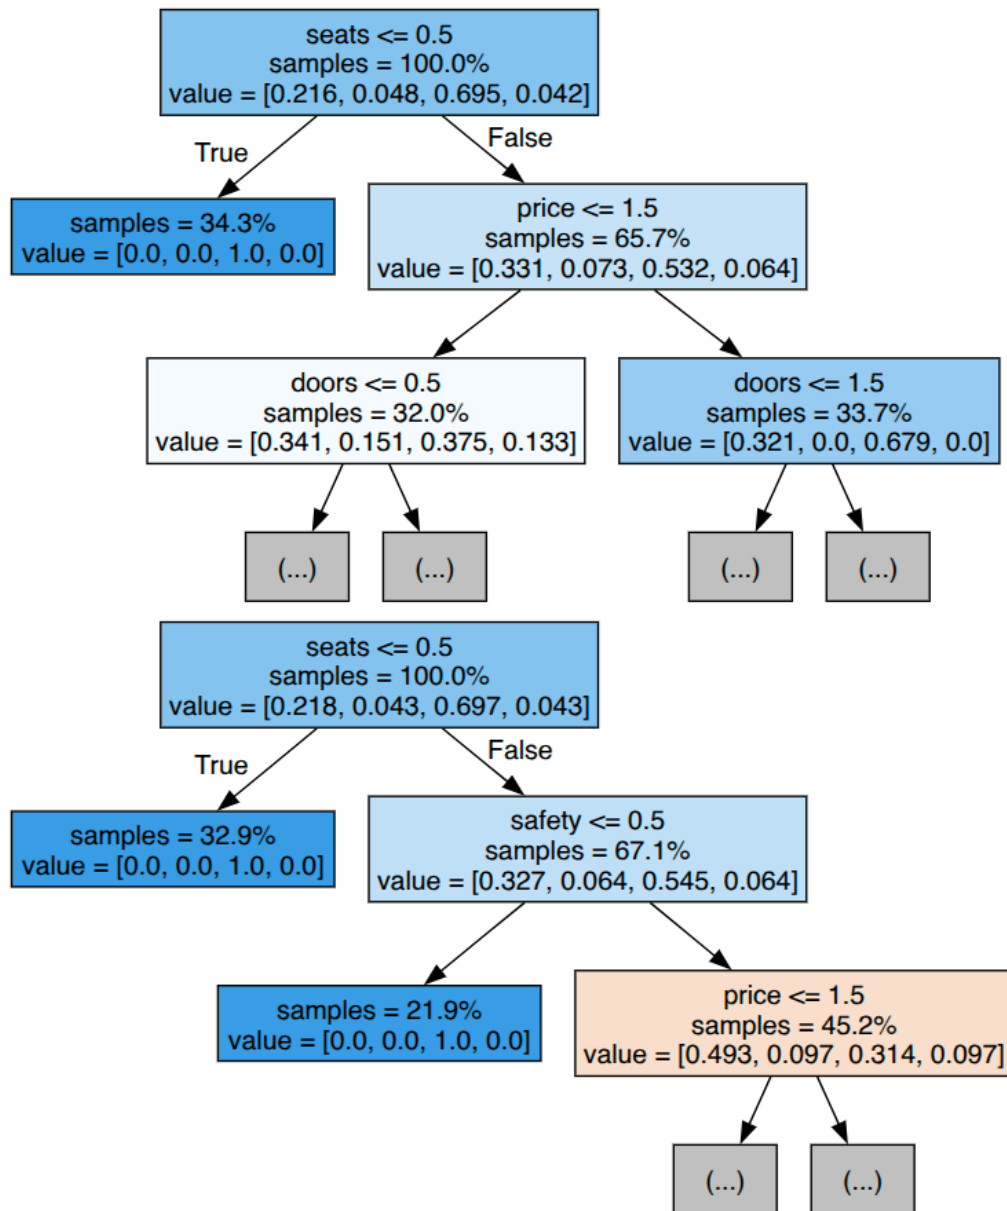 seats <= 0.5
samples = 100.0%
value = [0.216, 0.048, 0.695, 0.042]
True
False
samples = 34.3%
value = [0.0, 0.0, 1.0, 0.0]
price <= 1.5
samples = 65.7%
value = [0.331, 0.073, 0.532, 0.064]
doors <= 0.5
samples = 32.0%
value = [0.341, 0.151, 0.375, 0.133]
doors <= 1.5
samples = 33.7%
value = [0.321, 0.0, 0.679, 0.0]
(...)
(...)
(...)
(...)
seats <= 0.5
samples = 100.0%
value = [0.218, 0.043, 0.697, 0.043]
True
False
samples = 32.9%
value = [0.0, 0.0, 1.0, 0.0]
safety <= 0.5
samples = 67.1%
value = [0.327, 0.064, 0.545, 0.064]
samples = 21.9%
value = [0.0, 0.0, 1.0, 0.0]
price <= 1.5
samples = 45.2%
value = [0.493, 0.097, 0.314, 0.097]
(...)
(...)